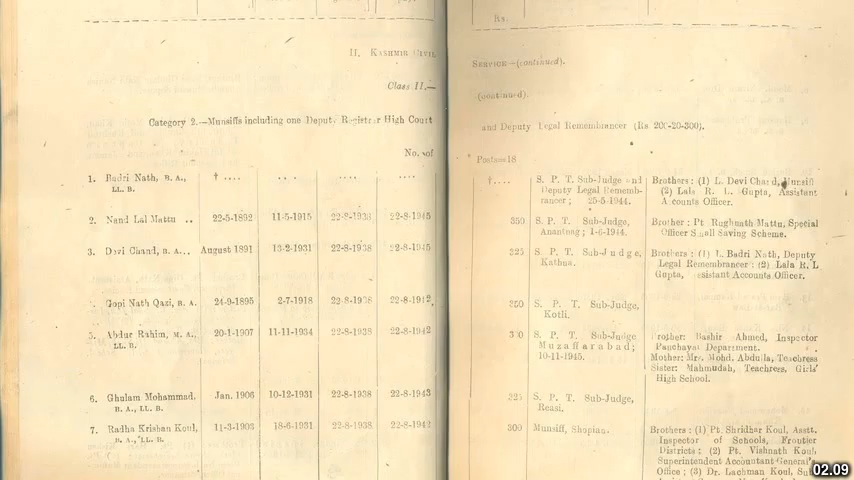 Rs.
II. KASHMIR CIVIL
SERVICE—(continued).
Class II.—
(continued).
Category 2.—Munsiffs including one Deputy Registrar High Court
and Deputy Legal Remembrancer (Rs 200-20-300).
No. of
Posts—18
1. Badri Nath, B. A.,
LL. B.
† .... .... .... ....
†....
S. P. T. Sub-Judge and
Deputy Legal Rememb-
rancer; 25-5-1944.
Brothers : (1) L. Devi Chand, Munsiff
(2) Lala R. L. Gupta, Assistant
Accounts Officer.
2. Nand Lal Mattu .. 22-5-1892 11-5-1915 22-8-1938 22-8-1945
350 S. P. T. Sub-Judge,
Anantnag; 1-6-1944.
Brother : Pt. Rughnath Mattu, Special
Officer Small Saving Scheme.
3. Devi Chand, B. A... August 1891 13-2-1931 22-8-1938 22-8-1945
325 S. P. T. Sub-Judge,
Kathua.
Brothers : (1) L. Badri Nath, Deputy
Legal Remembrancer : (2) Lala R. L
Gupta, Assistant Accounts Officer.
Gopi Nath Qazi, B. A. 24-9-1895 2-7-1918 22-8-1938
350 S. P. T. Sub-Judge,
Kotli.
5. Abdur Rahim, M. A.,
LL. B.
20-1-1907 11-11-1934 22-8-1938 22-8-1942
S. P. T. Sub-Judge
Muzaffarabad;
10-11-1945.
Brother: Bashir Ahmed, Inspector
Panchayat Department.
Mother: Mrs. Mohd. Abdulla, Teachress
Sister: Mahmudah, Teachress, Girls'
High School.
6. Ghulam Mohammad,
B. A., LL. B.
Jan. 1906 10-12-1931 22-8-1938 22-8-1943
325 S. P. T. Sub-Judge,
Reasi.
7. Radha Krishan Koul,
B. A., LL. B.
11-3-1903 18-6-1931 22-8-1938
300 Munsiff, Shopian.
Brothers : (1) Pt. Shridhar Koul, Asstt.
Inspector of Schools, Frontier
Districts : (2) Pt. Vishnath Koul,
Superintendent Accountant General's
Office ; (3) Dr. Lachman Koul,
02.09